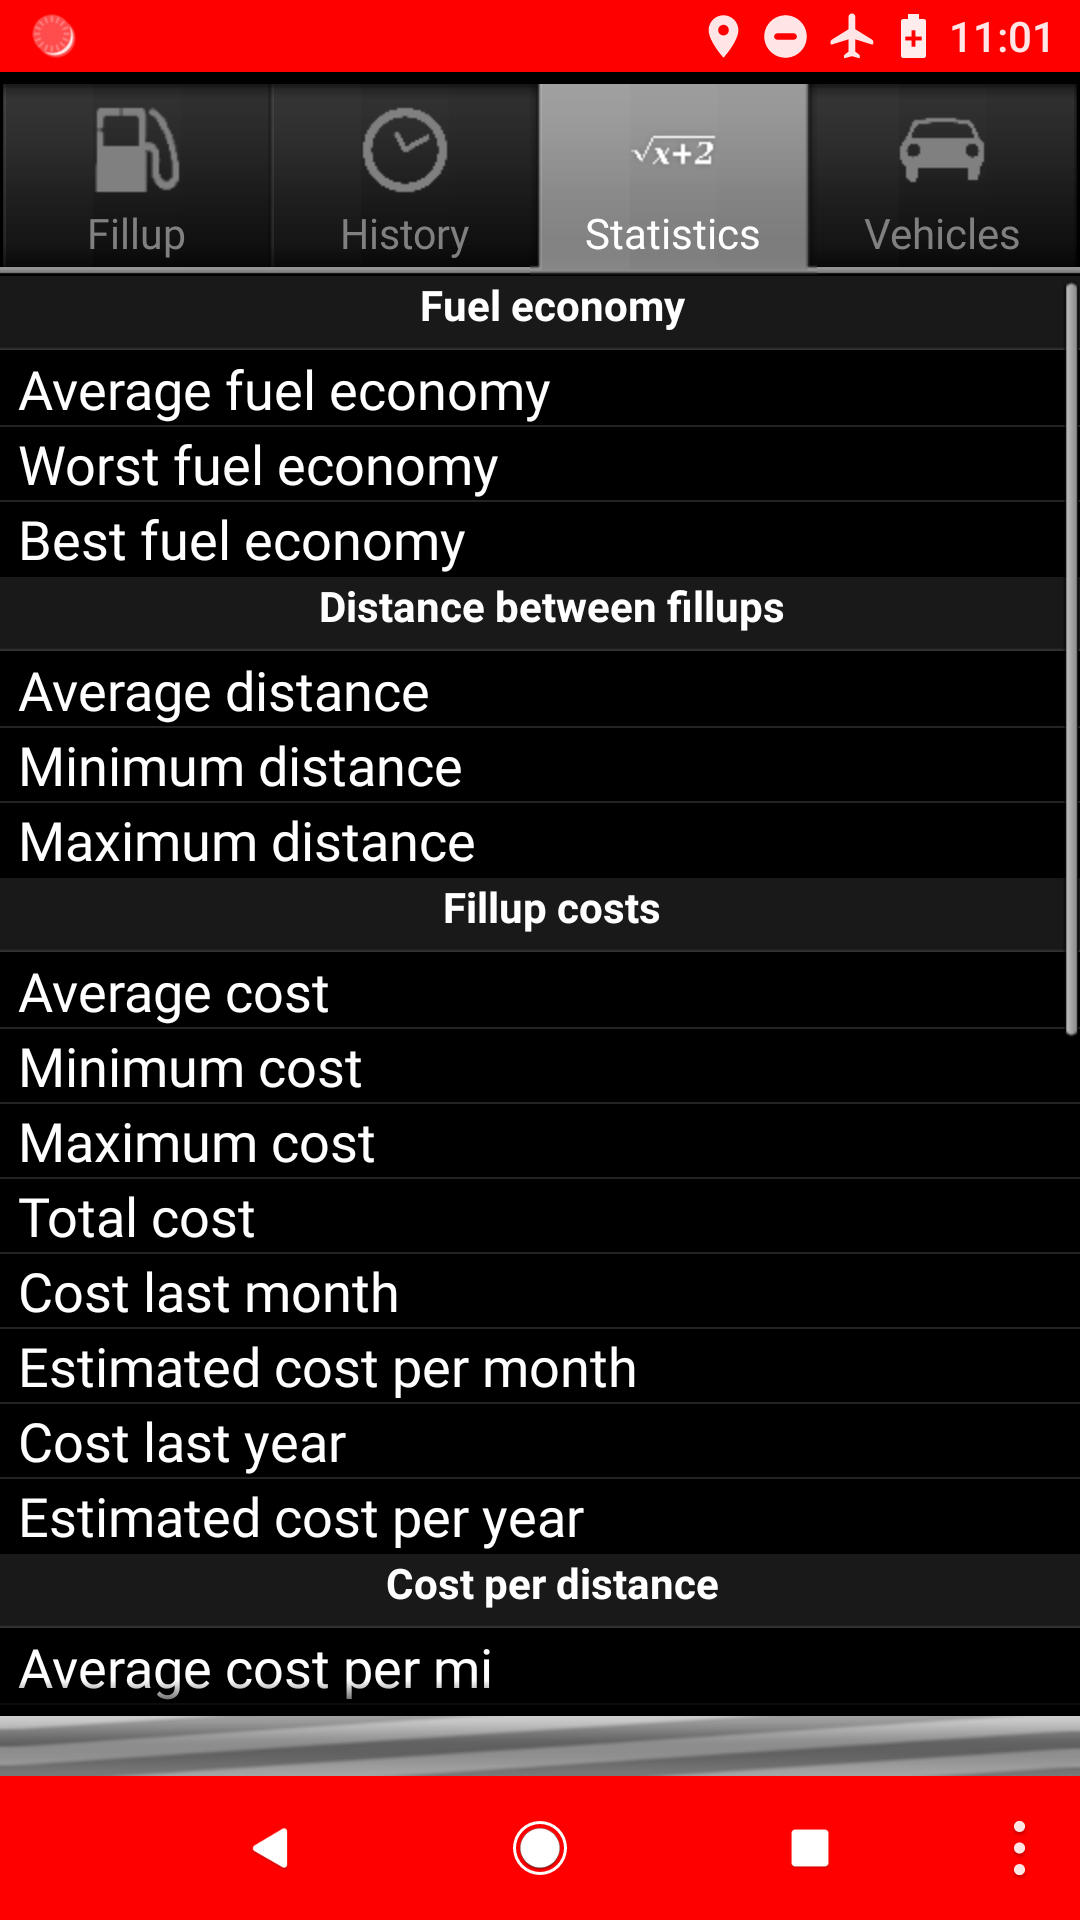 11:01
Fillup
History
√x+2
Statistics
Vehicles
Fuel economy
Average fuel economy
Worst fuel economy
Best fuel economy
Distance between fillups
Average distance
Minimum distance
Maximum distance
Fillup costs
Average cost
Minimum cost
Maximum cost
Total cost
Cost last month
Estimated cost per month
Cost last year
Estimated cost per year
Cost per distance
Average cost per mi